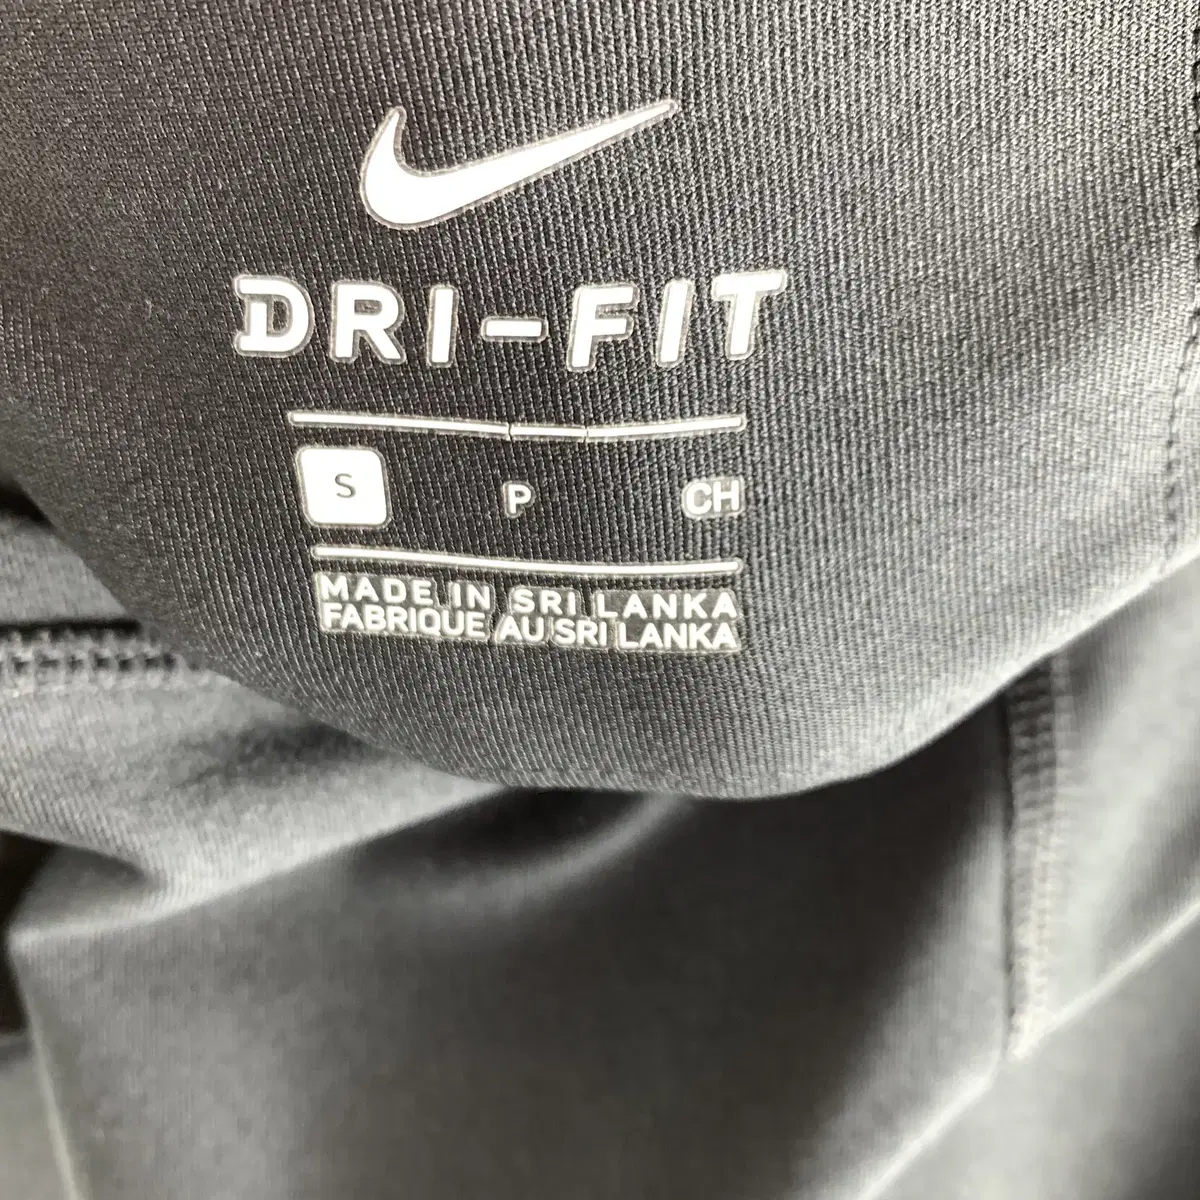 DRI-FIT
S P CH
MADE IN SRI LANKA
FABRIQUE AU SRI LANKA